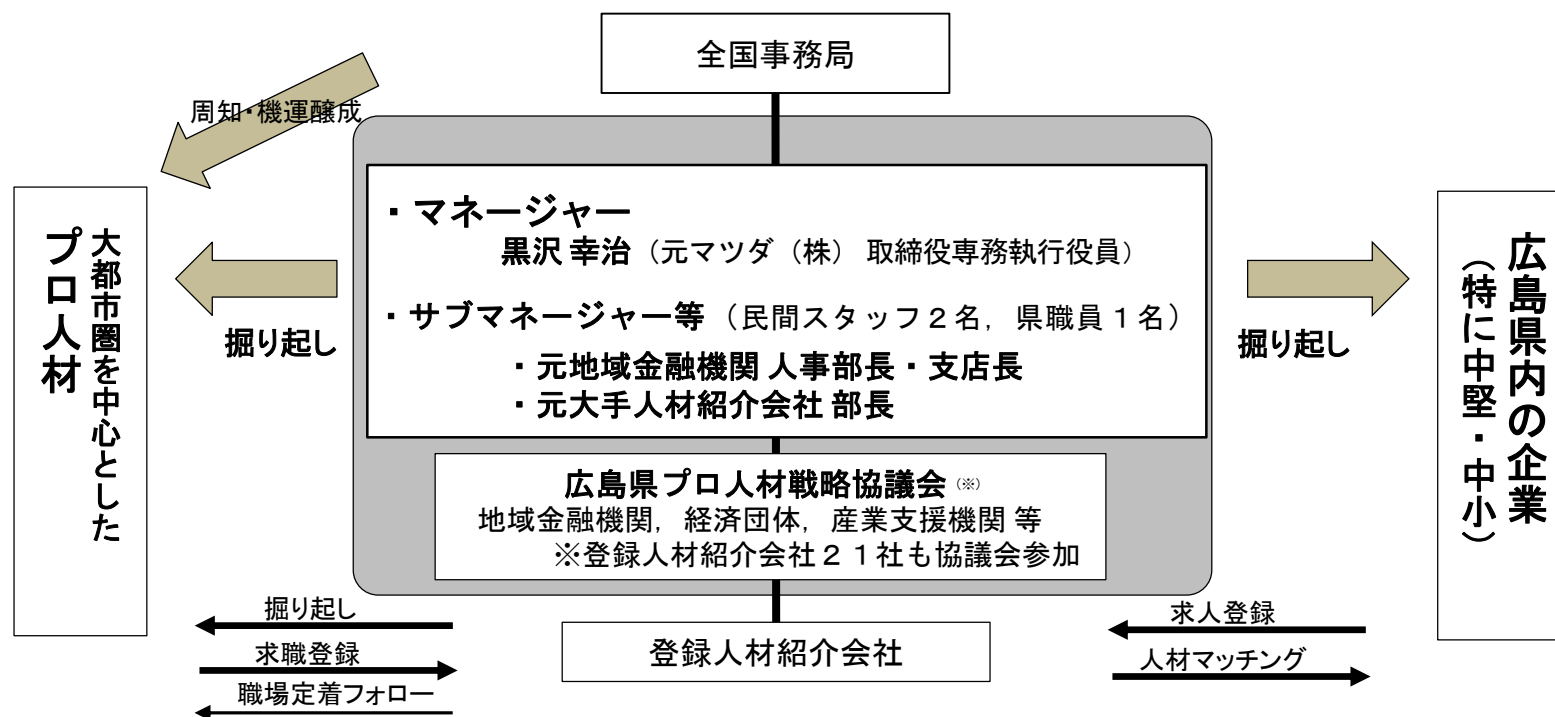 全国事務局
周知・機運醸成
・マネージャー
黒沢 幸治（元マツダ（株）取締役専務執行役員）
・サブマネージャー等（民間スタッフ２名，県職員１名）
・元地域金融機関 人事部長・支店長
・元大手人材紹介会社 部長
大都市圏を中心とした
プロ人材
掘り起し
掘り起し
広島県内の企業
（特に中堅・中小）
広島県プロ人材戦略協議会（※）
地域金融機関，経済団体，産業支援機関 等
※登録人材紹介会社２１社も協議会参加
掘り起し
求職登録
職場定着フォロー
登録人材紹介会社
求人登録
人材マッチング